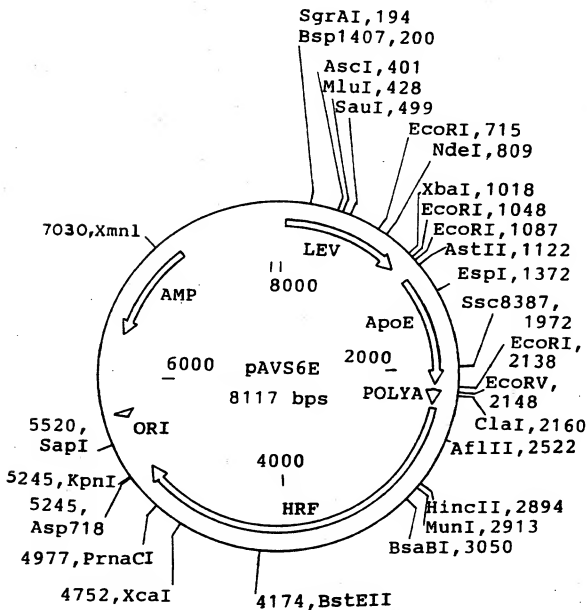 SgrAI,194
Bsp1407,200
AscI,401
MluI,428
SauI,499
EcoRI,715
NdeI,809
XbaI,1018
EcoRI,1048
EcoRI,1087
AstII,1122
EspI,1372
Ssc8387,
1972
EcoRI,
2138
EcoRV,
2148
ClaI,2160
AflII,2522
HincII,2894
MunI,2913
BsaBI,3050
4174,BstEII
4752,XcaI
4977,PrnaCI
5245,
Asp718
5245,KpnI
5520,
SapI
7030,Xmnl
LEV
8000
ApoE
AMP
6000
pAVS6E
2000
8117 bps
POLYA
ORI
4000
HRF